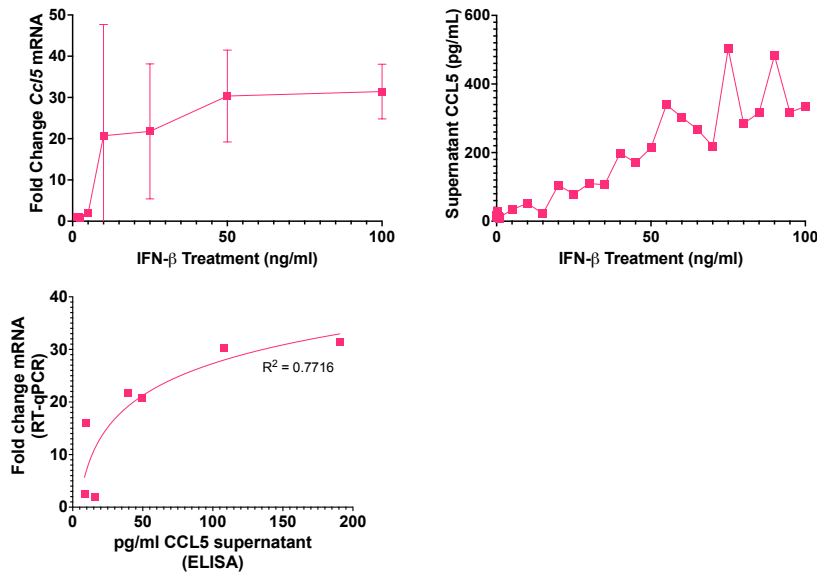 Fold Change Ccl5 mRNA
50
40
30
20
10
0
0
50
100
IFN-β Treatment (ng/ml)
Supernatant CCL5 (pg/mL)
600
400
200
0
0
50
100
IFN-β Treatment (ng/ml)
Fold change mRNA
(RT-qPCR)
40
30
20
10
0
0
50
100
150
200
R² = 0.7716
pg/ml CCL5 supernatant
(ELISA)